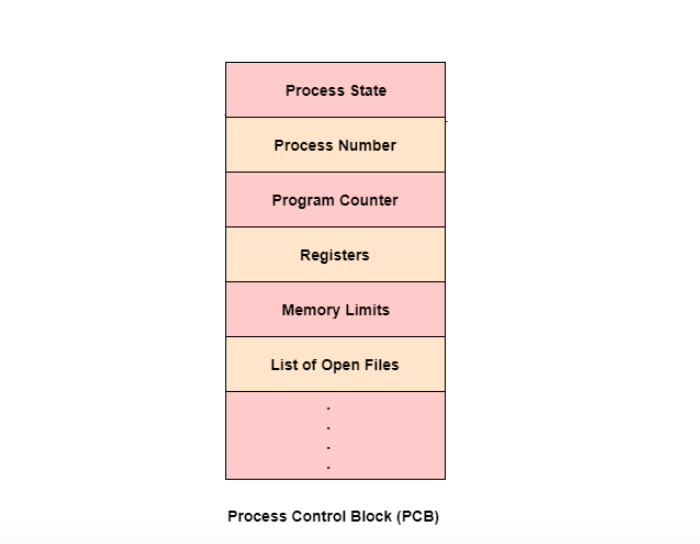 Process State
Process Number
Program Counter
Registers
Memory Limits
List of Open Files
.
.
.
.
Process Control Block (PCB)